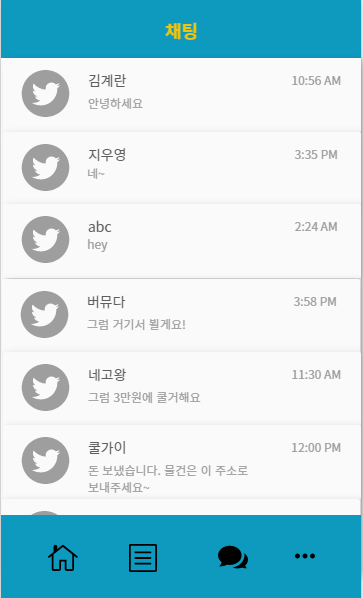 채팅
김계란 10:56 AM
안녕하세요
지우영 3:35 PM
네~
abc 2:24 AM
hey
버뮤다 3:58 PM
그럼 거기서 뵐게요!
네고왕 11:30 AM
그럼 3만원에 쿨거해요
쿨가이 12:00 PM
돈 보냈습니다. 물건은 이 주소로
보내주세요~